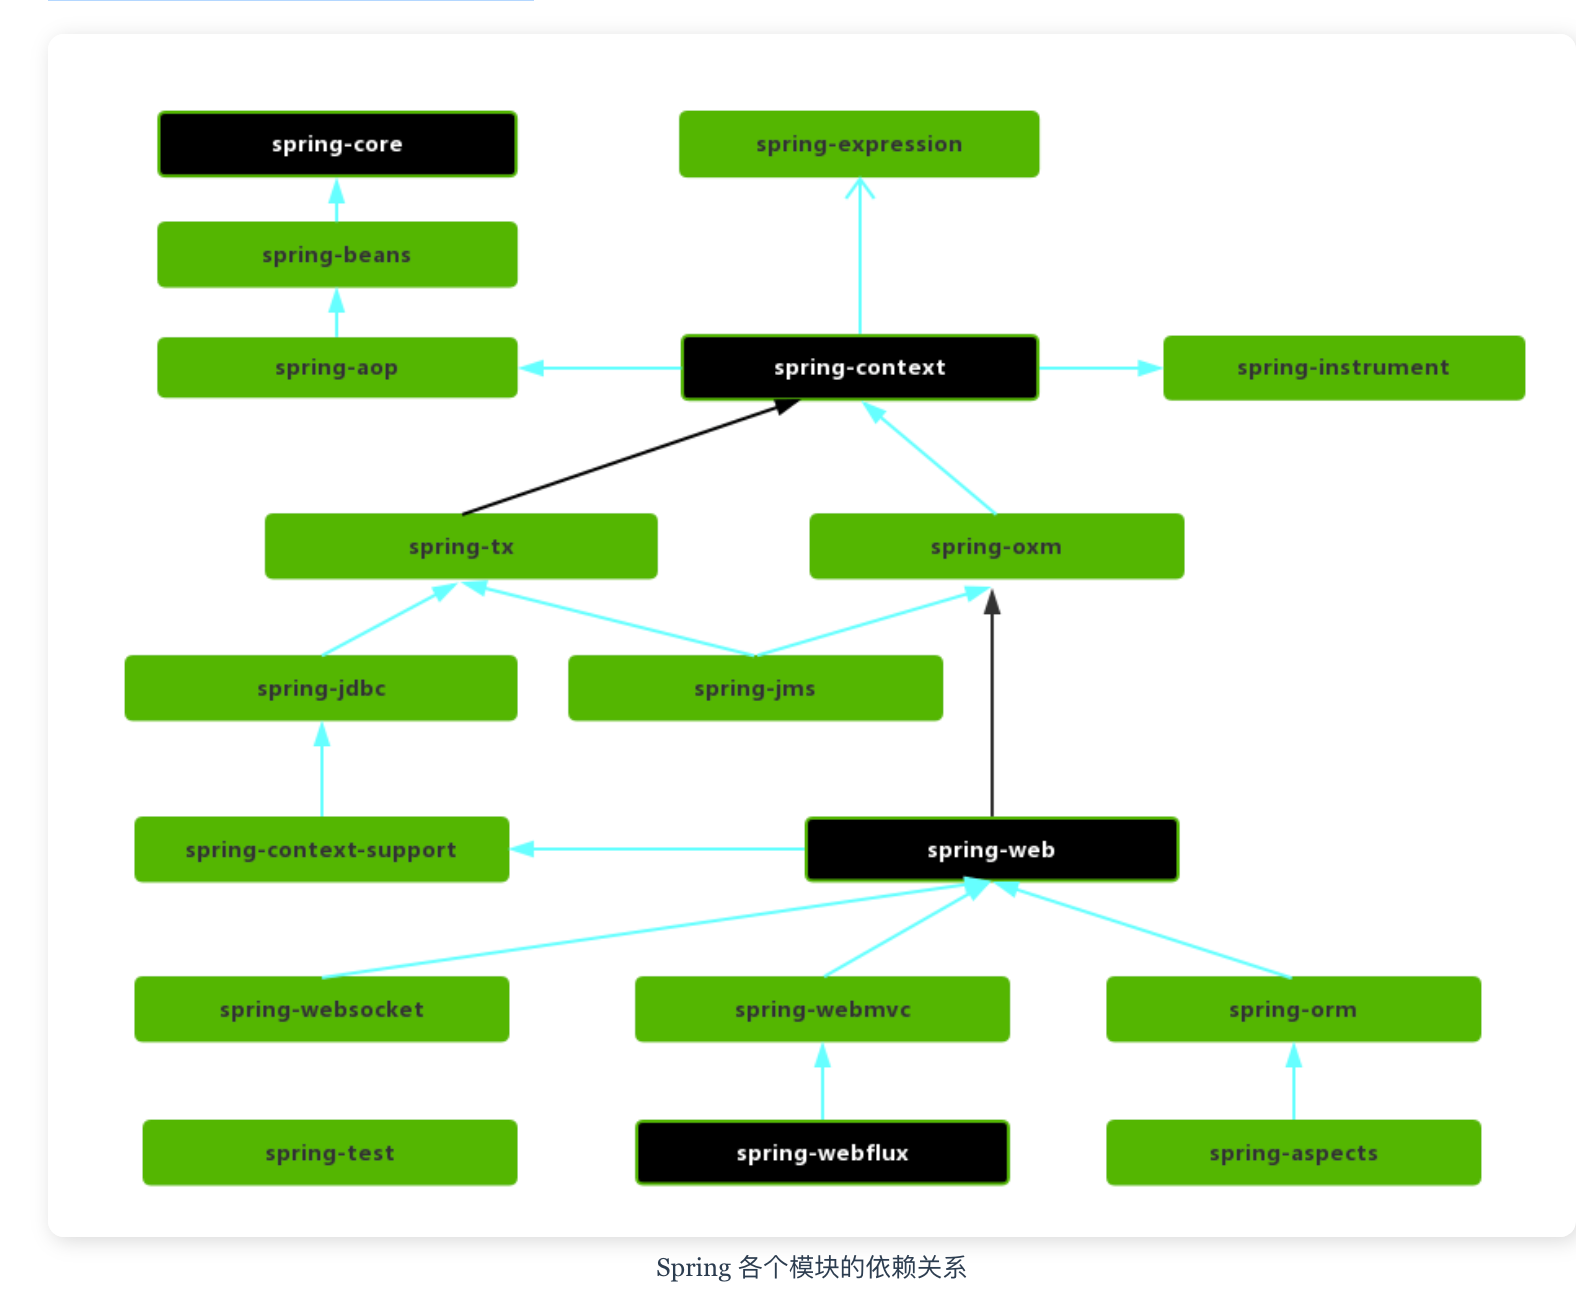 spring-core
spring-expression
spring-beans
spring-aop
spring-context
spring-instrument
spring-tx
spring-oxm
spring-jdbc
spring-jms
spring-context-support
spring-web
spring-websocket
spring-webmvc
spring-orm
spring-test
spring-webflux
spring-aspects
Spring 各个模块的依赖关系